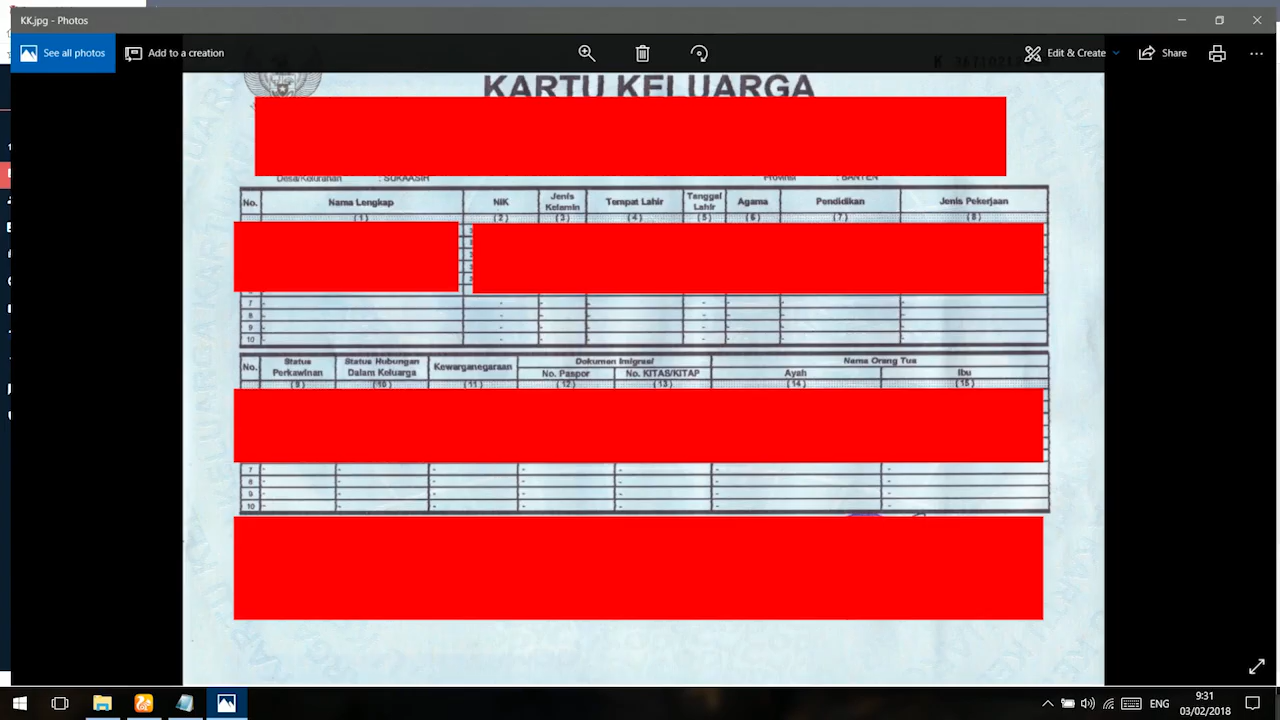 KK.jpg - Photos
See all photos Add to a creation Edit & Create Share
KARTU KELUARGA
Desa/Kelurahan : SUKAASIH Provinsi : BANTEN
No. Nama Lengkap NIK Jenis Kelamin Tempat Lahir Tanggal Lahir Agama Pendidikan Jenis Pekerjaan
(1) (2) (3) (4) (5) (6) (7) (8)
7 - - - - - - - -
8 - - - - - - - -
9 - - - - - - - -
10 - - - - - - - -
No. Status Perkawinan Status Hubungan Dalam Keluarga Kewarganegaraan Dokumen Imigrasi Nama Orang Tua
No. Paspor No. KITAS/KITAP Ayah Ibu
(9) (10) (11) (12) (13) (14) (15)
7 - - - - - - -
8 - - - - - - -
9 - - - - - - -
10 - - - - - - -
ENG 9:31
03/02/2018